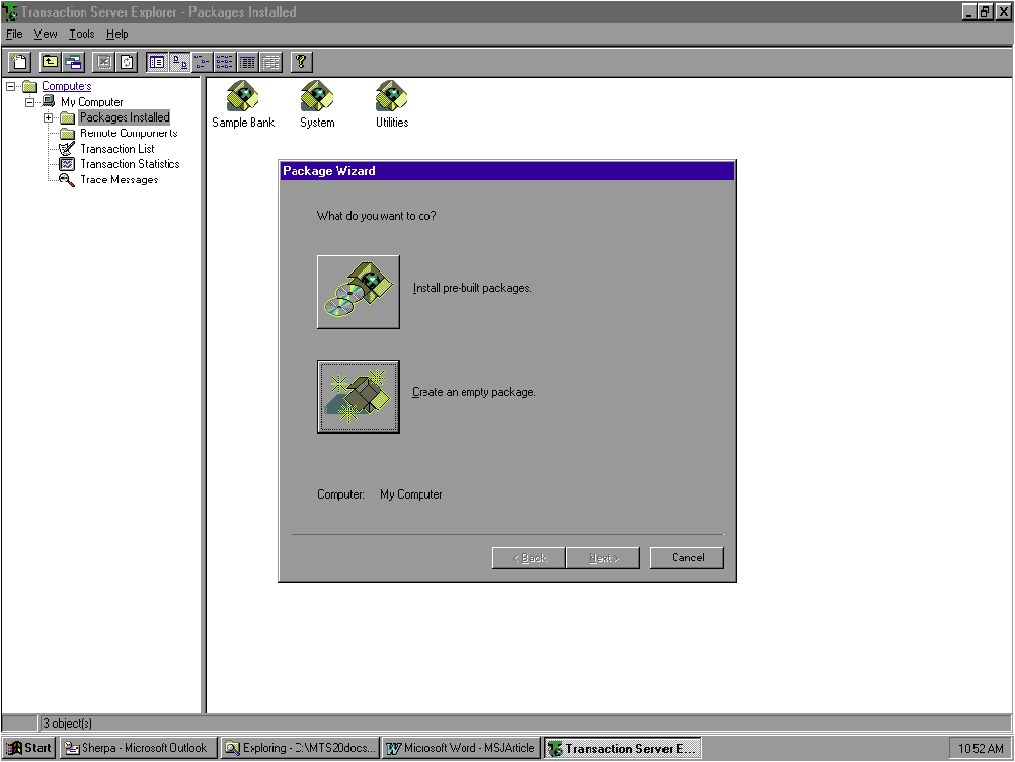 Transaction Server Explorer - Packages Installed
File View Tools Help
Computers
My Computer
Packages Installed
Remote Components
Transaction List
Transaction Statistics
Trace Messages
Sample Bank System Utilities
Package Wizard
What do you want to do?
Install pre-built packages.
Create an empty package.
Computer: My Computer
< Back Next > Cancel
3 object(s)
Start Sherpa - Microsoft Outlook Exploring - D:\MTS20docs... Microsoft Word - MSJArticle Transaction Server E... 10:52 AM